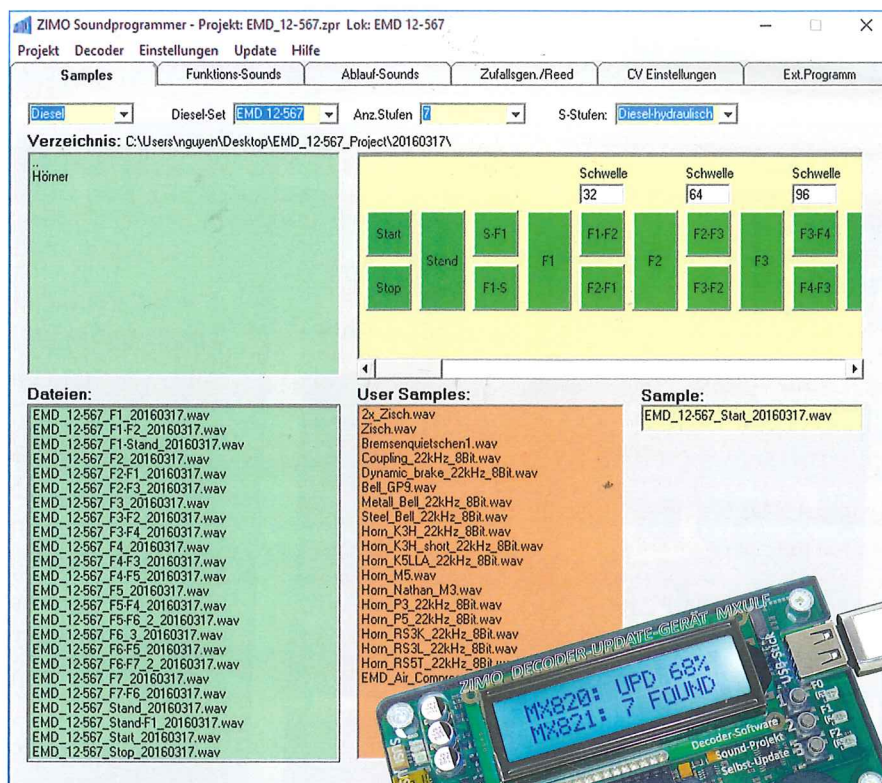 ZIMO Soundprogrammer - Projekt: EMD_12-567.zpr Lok: EMD 12-567
Projekt Decoder Einstellungen Update Hilfe
Samples Funktions-Sounds Ablauf-Sounds Zufallsgen./Reed CV Einstellungen Ext.Programm
Diesel Diesel-Set EMD 12-567 Anz.Stufen 7 S-Stufen: Diesel-hydraulisch
Verzeichnis: C:\Users\nguyen\Desktop\EMD_12-567_Project\20160317\
..
Hörner
Schwelle Schwelle Schwelle
32 64 96
Start S-F1 F1-F2 F2-F3 F3-F4
Stand F1 F2 F3
Stop F1-S F2-F1 F3-F2 F4-F3
Dateien:
EMD_12-567_F1_20160317.wav
EMD_12-567_F1-F2_20160317.wav
EMD_12-567_F1-Stand_20160317.wav
EMD_12-567_F2_20160317.wav
EMD_12-567_F2-F1_20160317.wav
EMD_12-567_F2-F3_20160317.wav
EMD_12-567_F3_20160317.wav
EMD_12-567_F3-F2_20160317.wav
EMD_12-567_F3-F4_20160317.wav
EMD_12-567_F4_20160317.wav
EMD_12-567_F4-F3_20160317.wav
EMD_12-567_F4-F5_20160317.wav
EMD_12-567_F5_20160317.wav
EMD_12-567_F5-F4_20160317.wav
EMD_12-567_F5-F6_2_20160317.wav
EMD_12-567_F6_3_20160317.wav
EMD_12-567_F6-F5_20160317.wav
EMD_12-567_F6-F7_2_20160317.wav
EMD_12-567_F7_20160317.wav
EMD_12-567_F7-F6_20160317.wav
EMD_12-567_Stand_20160317.wav
EMD_12-567_Stand-F1_20160317.wav
EMD_12-567_Start_20160317.wav
EMD_12-567_Stop_20160317.wav
User Samples:
2x_Zisch.wav
Zisch.wav
Bremsenquietschen1.wav
Coupling_22kHz_8Bit.wav
Dynamic_brake_22kHz_8Bit.wav
Bell_GP9.wav
Metall_Bell_22kHz_8Bit.wav
Steel_Bell_22kHz_8Bit.wav
Horn_K3H_22kHz_8Bit.wav
Horn_K3H_short_22kHz_8Bit.wav
Horn_K5LLA_22kHz_8Bit.wav
Horn_M5.wav
Horn_Nathan_M3.wav
Horn_P3_22kHz_8Bit.wav
Horn_P5_22kHz_8Bit.wav
Horn_RS3K_22kHz_8Bit.wav
Horn_RS3L_22kHz_8Bit.wav
Horn_RS5T_22kHz_8Bit.wav
EMD_Air_Compre
Sample:
EMD_12-567_Start_20160317.wav
ZIMO DECODER-UPDATE-GERÄT MXULF
USB-Stick
MX820: UPD 68%
MX821: 7 FOUND
F0
1
F1
2
F2
3
Decoder-Software
Sound-Projekt
Selbst-Update